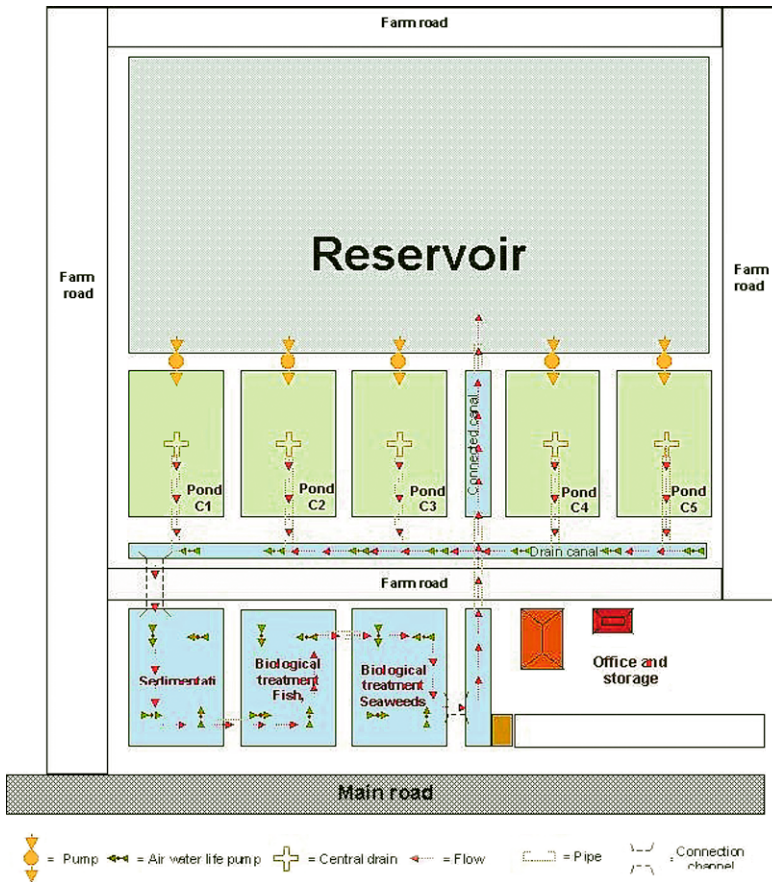 Farm road
Reservoir
Farm
road
Farm
road
Connected canal
Pond
C1
Pond
C2
Pond
C3
Pond
C4
Pond
C5
Drain canal
Farm road
Sedimentati
Biological
treatment
Fish,
Biological
treatment
Seaweeds
Office and
storage
Main road
= Pump
= Air water life pump
= Central drain
= Flow
= Pipe
= Connection
channel